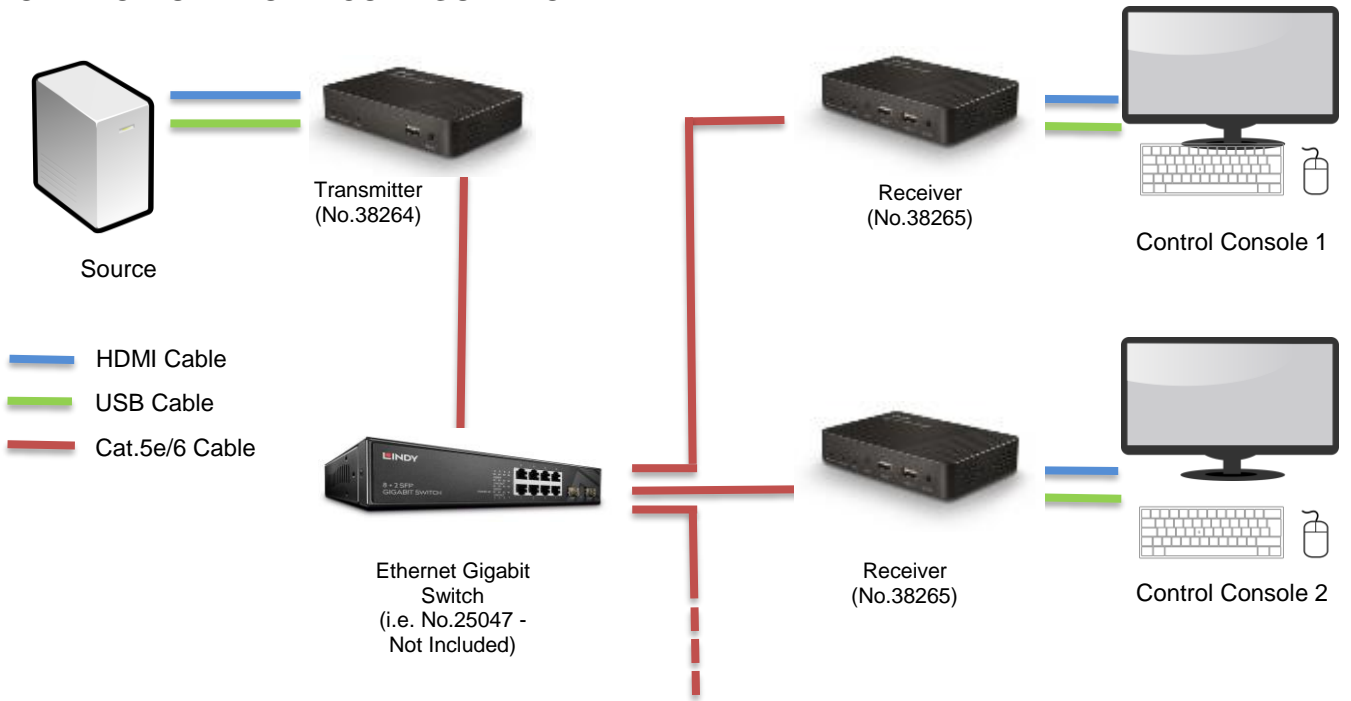 Source
Transmitter
(No.38264)
Receiver
(No.38265)
Control Console 1
HDMI Cable
USB Cable
Cat.5e/6 Cable
LINDY
8 + 2 SFP
GIGABIT SWITCH
Ethernet Gigabit
Switch
(i.e. No.25047 -
Not Included)
Receiver
(No.38265)
Control Console 2